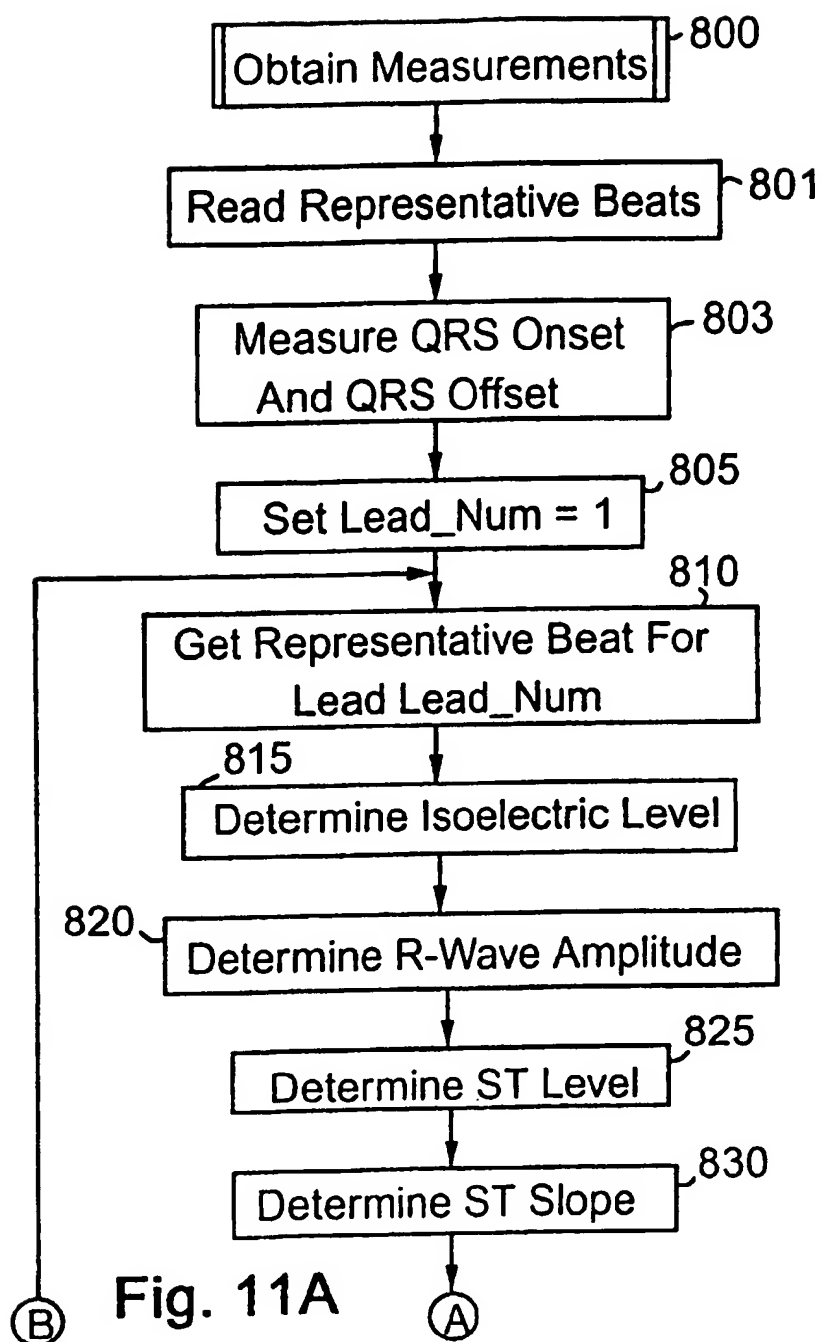 Obtain Measurements
800
Read Representative Beats
801
Measure QRS Onset
And QRS Offset
803
Set Lead_Num = 1
805
Get Representative Beat For
Lead Lead_Num
810
815
Determine Isoelectric Level
820
Determine R-Wave Amplitude
825
Determine ST Level
830
Determine ST Slope
B
Fig. 11A
A